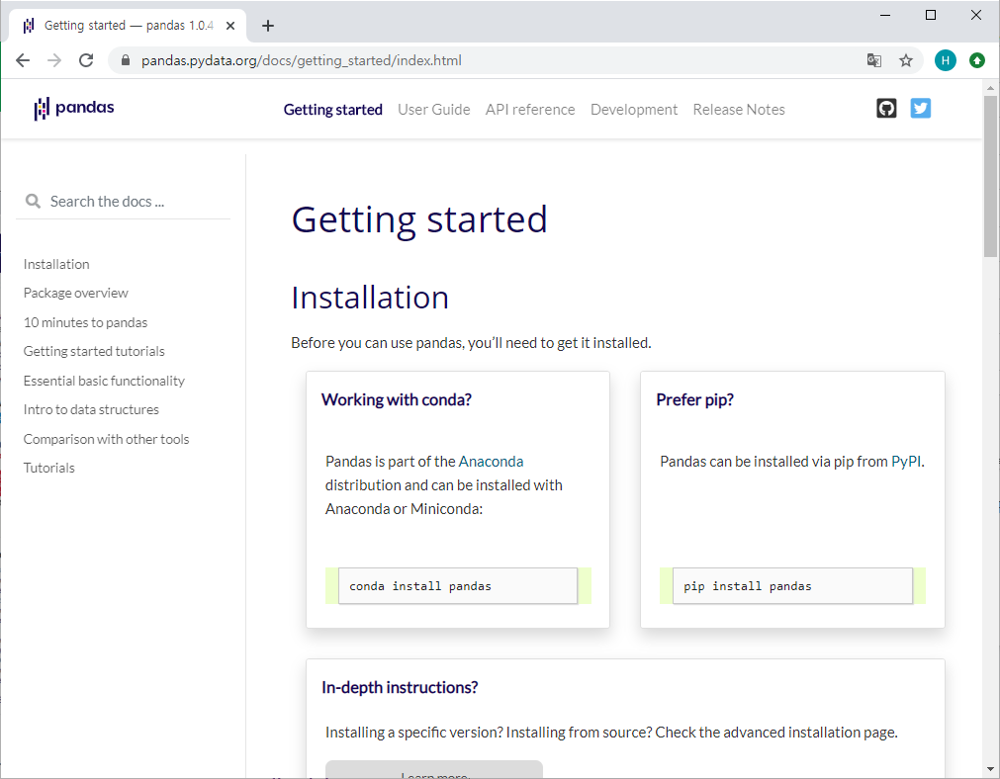 Getting started — pandas 1.0.4
pandas.pydata.org/docs/getting_started/index.html
H
pandas
Getting started
User Guide
API reference
Development
Release Notes
Search the docs ...
Installation
Package overview
10 minutes to pandas
Getting started tutorials
Essential basic functionality
Intro to data structures
Comparison with other tools
Tutorials
Getting started
Installation
Before you can use pandas, you’ll need to get it installed.
Working with conda?
Pandas is part of the Anaconda
distribution and can be installed with
Anaconda or Miniconda:
conda install pandas
Prefer pip?
Pandas can be installed via pip from PyPI.
pip install pandas
In-depth instructions?
Installing a specific version? Installing from source? Check the advanced installation page.
Learn more